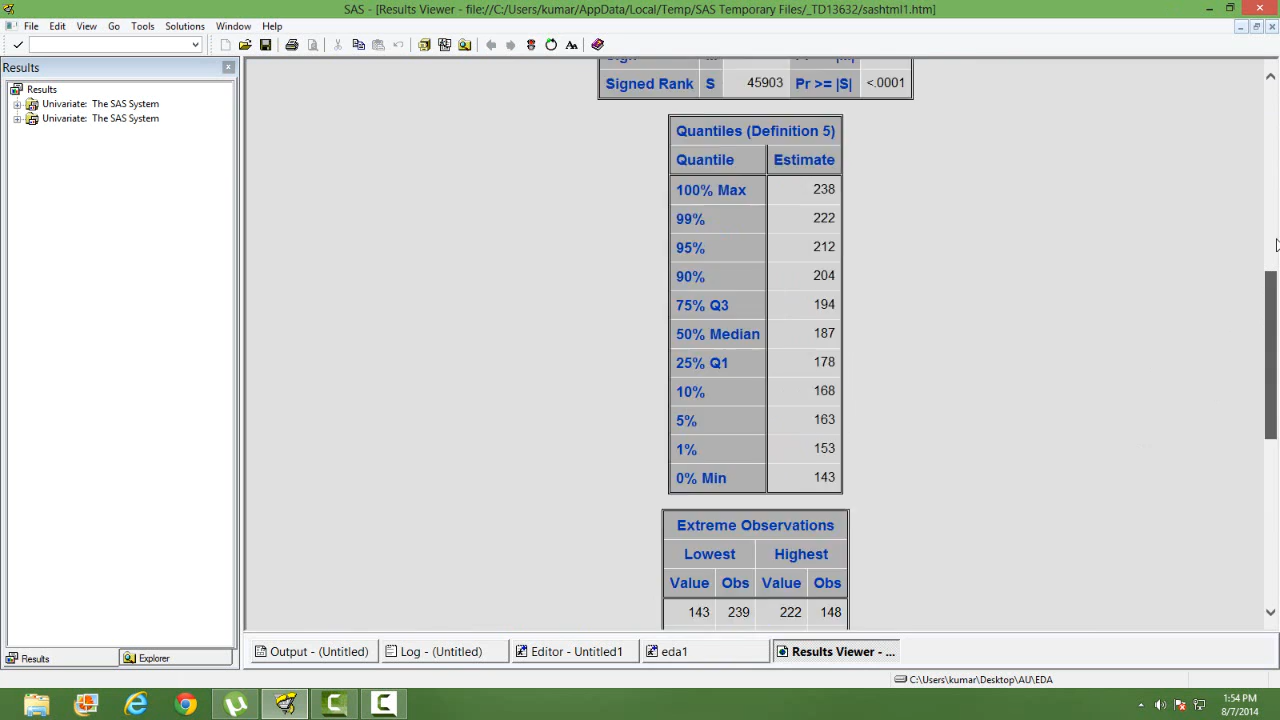 SAS - [Results Viewer - file://C:/Users/kumar/AppData/Local/Temp/SAS Temporary Files/_TD13632/sashtml1.htm]
File Edit View Go Tools Solutions Window Help
Results
Results
Univariate: The SAS System
Univariate: The SAS System
Signed Rank S 45903 Pr >= |S| <.0001
Quantiles (Definition 5)
Quantile Estimate
100% Max 238
99% 222
95% 212
90% 204
75% Q3 194
50% Median 187
25% Q1 178
10% 168
5% 163
1% 153
0% Min 143
Extreme Observations
Lowest Highest
Value Obs Value Obs
143 239 222 148
Results Explorer
Output - (Untitled) Log - (Untitled) Editor - Untitled1 eda1 Results Viewer - ...
C:\Users\kumar\Desktop\AU\EDA
1:54 PM
8/7/2014